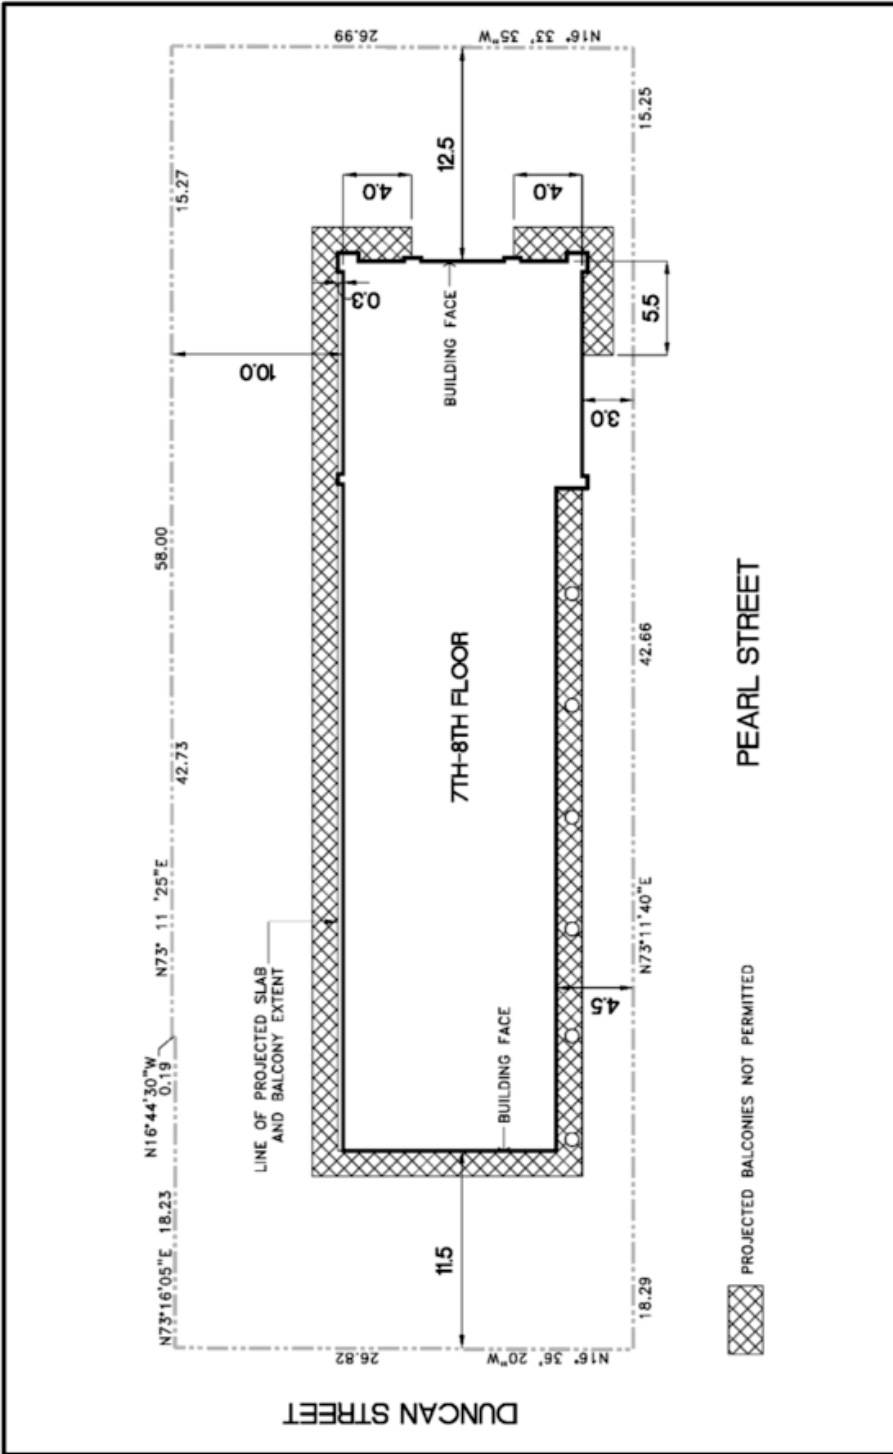 N73°16'05"E 18.23
N16°44'30"W
0.19
N73° 11 '25"E
42.73
58.00
15.27
LINE OF PROJECTED SLAB
AND BALCONY EXTENT
10.0
0.3
4.0
DUNCAN STREET
26.82
N16° 36' 20"W
11.5
7TH-8TH FLOOR
BUILDING FACE
BUILDING FACE
12.5
26.99
N16° 33' 35"W
4.0
4.5
3.0
5.5
18.29
N73°11'40"E
42.66
15.25
PEARL STREET
PROJECTED BALCONIES NOT PERMITTED